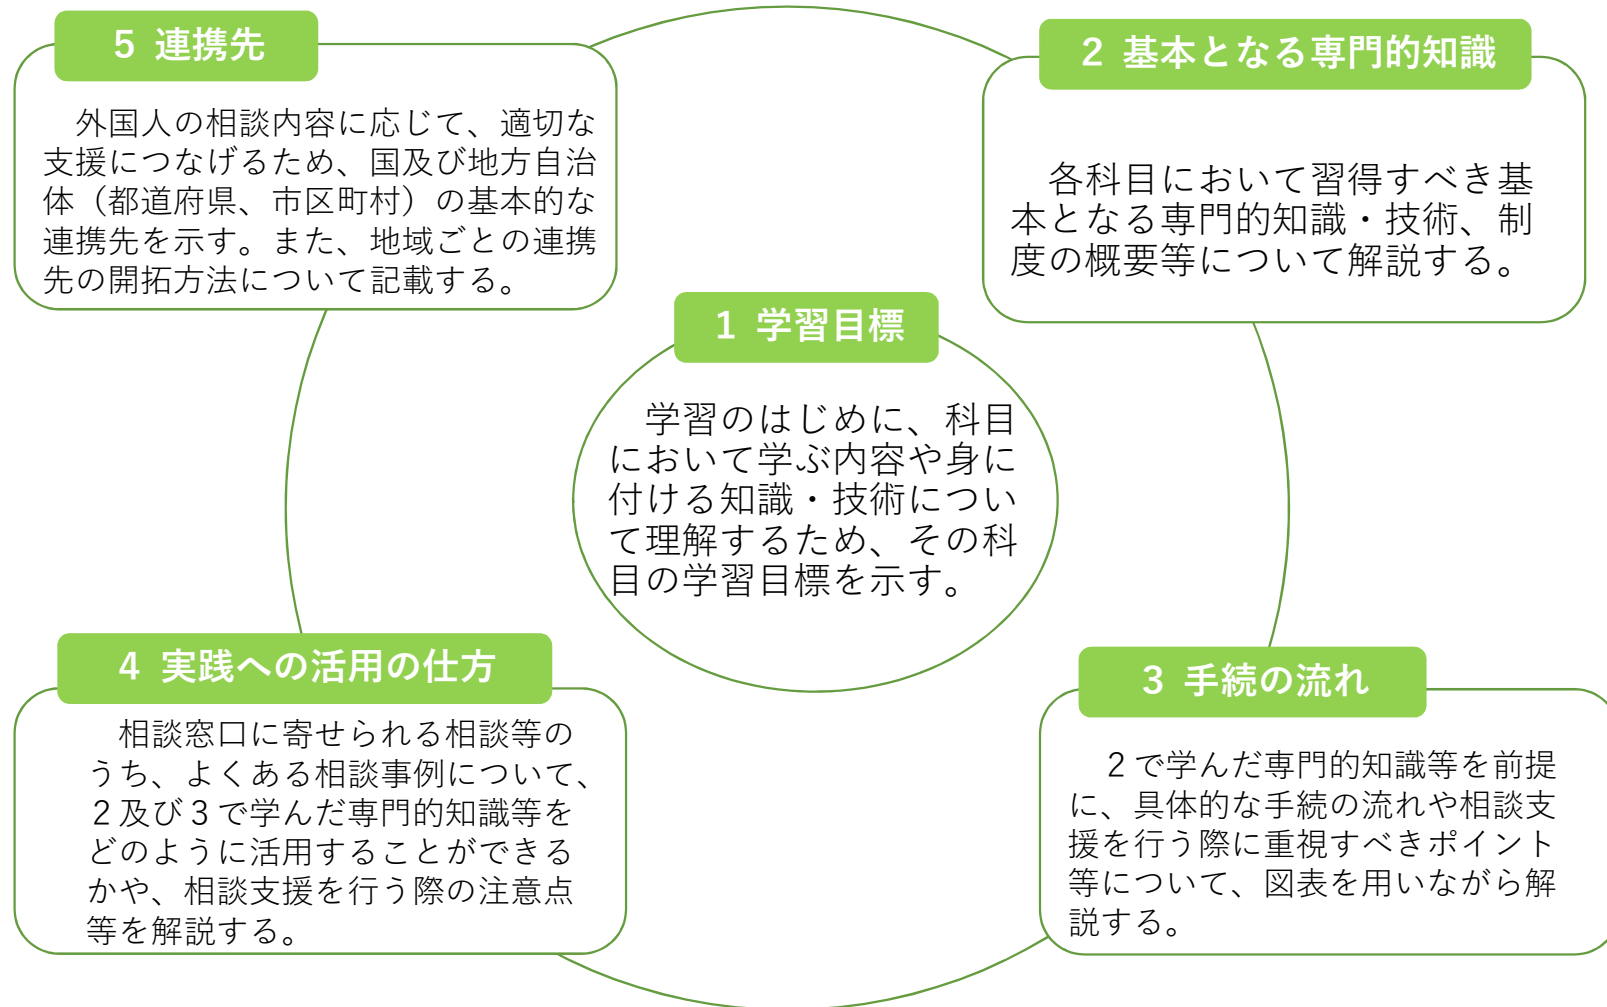 1 学習目標
学習のはじめに、科目
において学ぶ内容や身に
付ける知識・技術につい
て理解するため、その科
目の学習目標を示す。
2 基本となる専門的知識
各科目において習得すべき基
本となる専門的知識・技術、制
度の概要等について解説する。
3 手続の流れ
２で学んだ専門的知識等を前提
に、具体的な手続の流れや相談支
援を行う際に重視すべきポイント
等について、図表を用いながら解
説する。
4 実践への活用の仕方
相談窓口に寄せられる相談等の
うち、よくある相談事例について、
２及び３で学んだ専門的知識等を
どのように活用することができる
かや、相談支援を行う際の注意点
等を解説する。
5 連携先
外国人の相談内容に応じて、適切な
支援につなげるため、国及び地方自治
体（都道府県、市区町村）の基本的な
連携先を示す。また、地域ごとの連携
先の開拓方法について記載する。